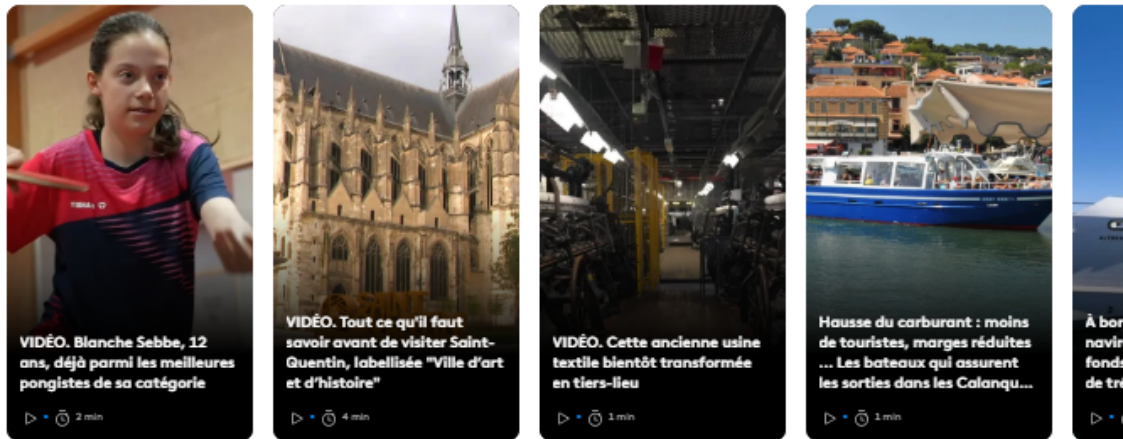 VIDÉO. Blanche Sebbe, 12
ans, déjà parmi les meilleures
pongistes de sa catégorie
2 min
VIDÉO. Tout ce qu'il faut
savoir avant de visiter Saint-
Quentin, labellisée "Ville d'art
et d'histoire"
4 min
VIDÉO. Cette ancienne usine
textile bientôt transformée
en tiers-lieu
1 min
Hausse du carburant : moins
de touristes, marges réduites
... Les bateaux qui assurent
les sorties dans les Calanqu...
1 min
À bor
navir
fonds
de tré